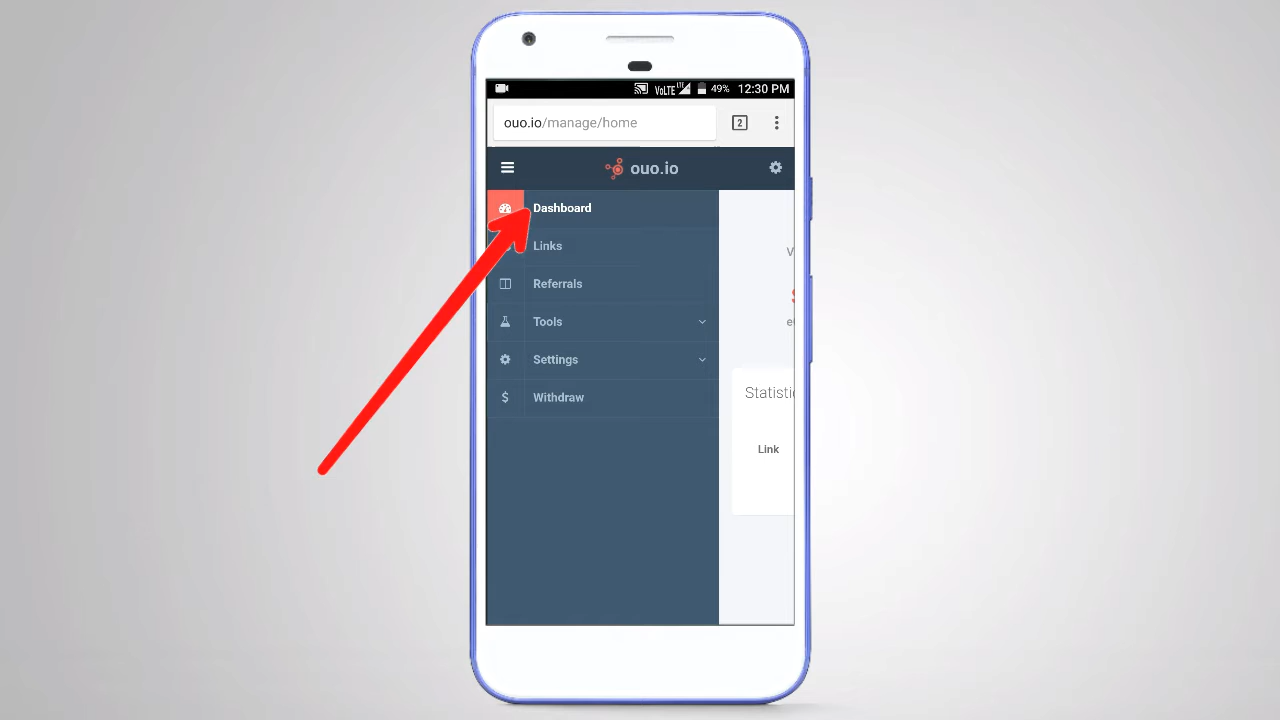 VoLTE LTE 49% 12:30 PM
ouo.io/manage/home 2
ouo.io
Dashboard
Links
Referrals
Tools
Settings
$ Withdraw
V
$
Statistic
Link